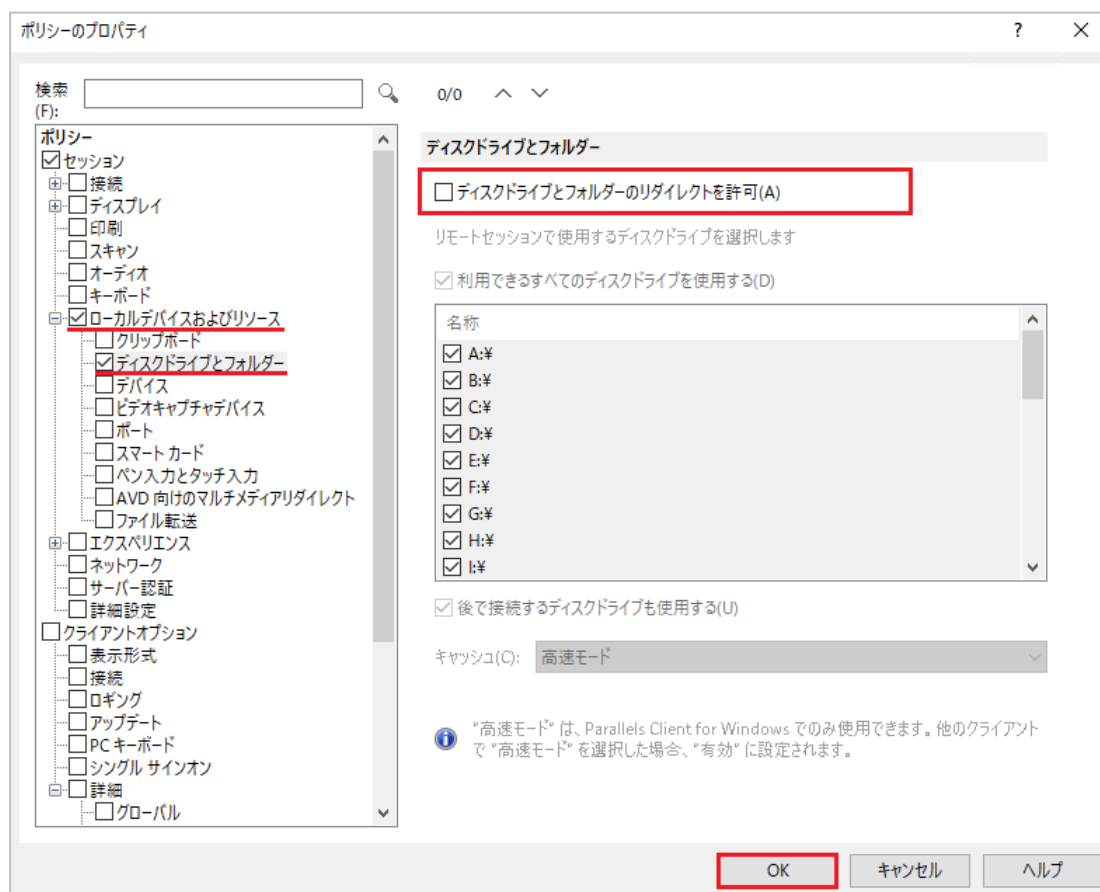 ポリシーのプロパティ
?
検索
(F):
0/0
ポリシー
セッション
接続
ディスプレイ
印刷
スキャン
オーディオ
キーボード
ローカルデバイスおよびリソース
クリップボード
ディスクドライブとフォルダー
デバイス
ビデオキャプチャデバイス
ポート
スマート カード
ペン入力とタッチ入力
AVD 向けのマルチメディアリダイレクト
ファイル転送
エクスペリエンス
ネットワーク
サーバー認証
詳細設定
クライアントオプション
表示形式
接続
ロギング
アップデート
PC キーボード
シングル サインオン
詳細
グローバル
ディスクドライブとフォルダー
ディスクドライブとフォルダーのリダイレクトを許可(A)
リモートセッションで使用するディスクドライブを選択します
利用できるすべてのディスクドライブを使用する(D)
名称
A:¥
B:¥
C:¥
D:¥
E:¥
F:¥
G:¥
H:¥
I:¥
後で接続するディスクドライブも使用する(U)
キャッシュ(C): 高速モード
"高速モード" は、Parallels Client for Windows でのみ使用できます。他のクライアント
で "高速モード" を選択した場合、"有効" に設定されます。
OK キャンセル ヘルプ